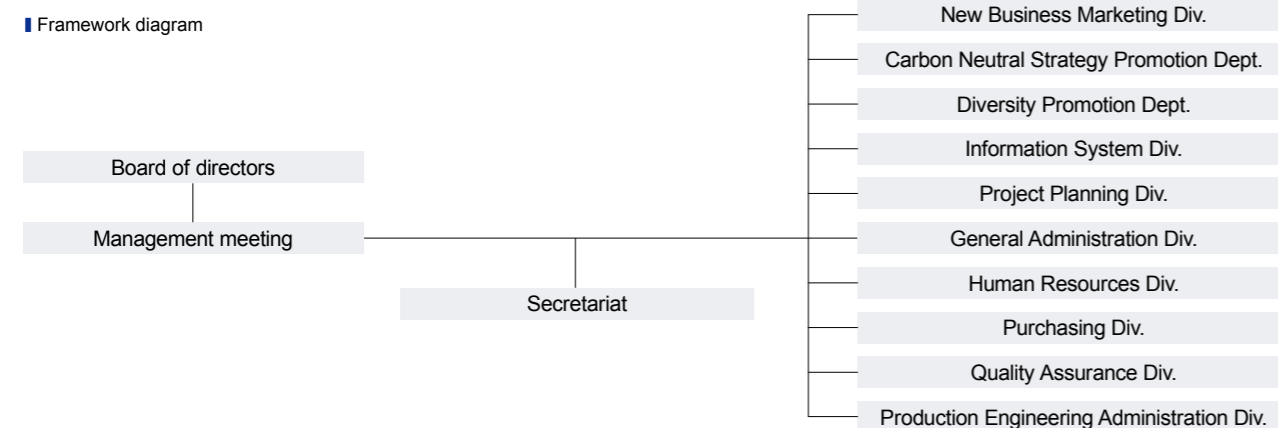 Framework diagram
Board of directors
Management meeting
Secretariat
New Business Marketing Div.
Carbon Neutral Strategy Promotion Dept.
Diversity Promotion Dept.
Information System Div.
Project Planning Div.
General Administration Div.
Human Resources Div.
Purchasing Div.
Quality Assurance Div.
Production Engineering Administration Div.